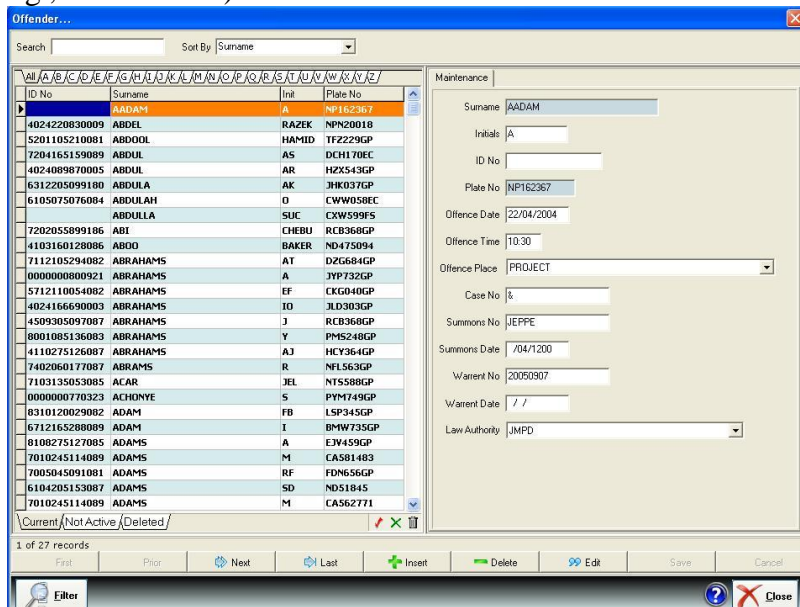 Offender...
Search
Sort By Surname
All A B C D E F G H I J K L M N O P Q R S T U V W X Y Z
ID No Surname Init Plate No
AADAM A NP162367
4024220830009 ABDEL RAZEK NPN20018
5201105210081 ABDOOL HAMID TFZ229GP
7204165159089 ABDUL AS DCH170EC
4024089870005 ABDUL AR HZX543GP
6312205099180 ABDULA AK JHK037GP
6105075076084 ABDULAH O CWW058EC
ABDULLA SUC CXW599FS
7202055899186 ABI CHEBU RCB368GP
4103160128086 ABOO BAKER ND475094
7112105294082 ABRAHAMS AT DZG684GP
0000000800921 ABRAHAMS A JYP732GP
5712110054082 ABRAHAMS EF CKG040GP
4024166690003 ABRAHAMS IO JLD303GP
4509305097087 ABRAHAMS J RCB368GP
8001085136083 ABRAHAMS Y PMS248GP
4110275126087 ABRAHAMS AJ HCY364GP
7402060177087 ABRAMS R NFL563GP
7103135053085 ACAR JEL NTS588GP
0000000770323 ACHONYE S PYM749GP
8310120029082 ADAM FB LSP345GP
6712165288089 ADAM I BMW735GP
8108275127085 ADAMS A EJV459GP
7010245114089 ADAMS M CA581483
7005045091081 ADAMS RF FDN656GP
6104205153087 ADAMS SD ND51845
7010245114089 ADAMS M CA562771
Current Not Active Deleted
Maintenance
Surname AADAM
Initials A
ID No
Plate No NP162367
Offence Date 22/04/2004
Offence Time 10:30
Offence Place PROJECT
Case No &
Summons No JEPPE
Summons Date /04/1200
Warrent No 20050907
Warrent Date / /
Law Authority JMPD
1 of 27 records
First Prior Next Last Insert Delete Edit Save Cancel
Filter ? Close